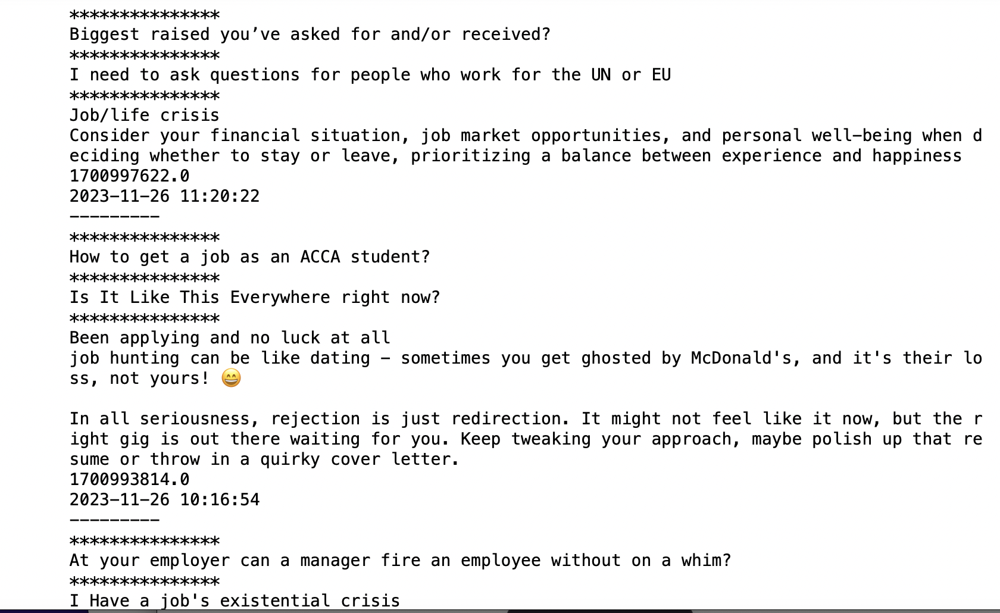 ***************
Biggest raised you’ve asked for and/or received?
***************
I need to ask questions for people who work for the UN or EU
***************
Job/life crisis
Consider your financial situation, job market opportunities, and personal well-being when d
eciding whether to stay or leave, prioritizing a balance between experience and happiness
1700997622.0
2023-11-26 11:20:22
---------
***************
How to get a job as an ACCA student?
***************
Is It Like This Everywhere right now?
***************
Been applying and no luck at all
job hunting can be like dating – sometimes you get ghosted by McDonald's, and it's their lo
ss, not yours! 😄
In all seriousness, rejection is just redirection. It might not feel like it now, but the r
ight gig is out there waiting for you. Keep tweaking your approach, maybe polish up that re
sume or throw in a quirky cover letter.
1700993814.0
2023-11-26 10:16:54
---------
***************
At your employer can a manager fire an employee without on a whim?
***************
I Have a job's existential crisis